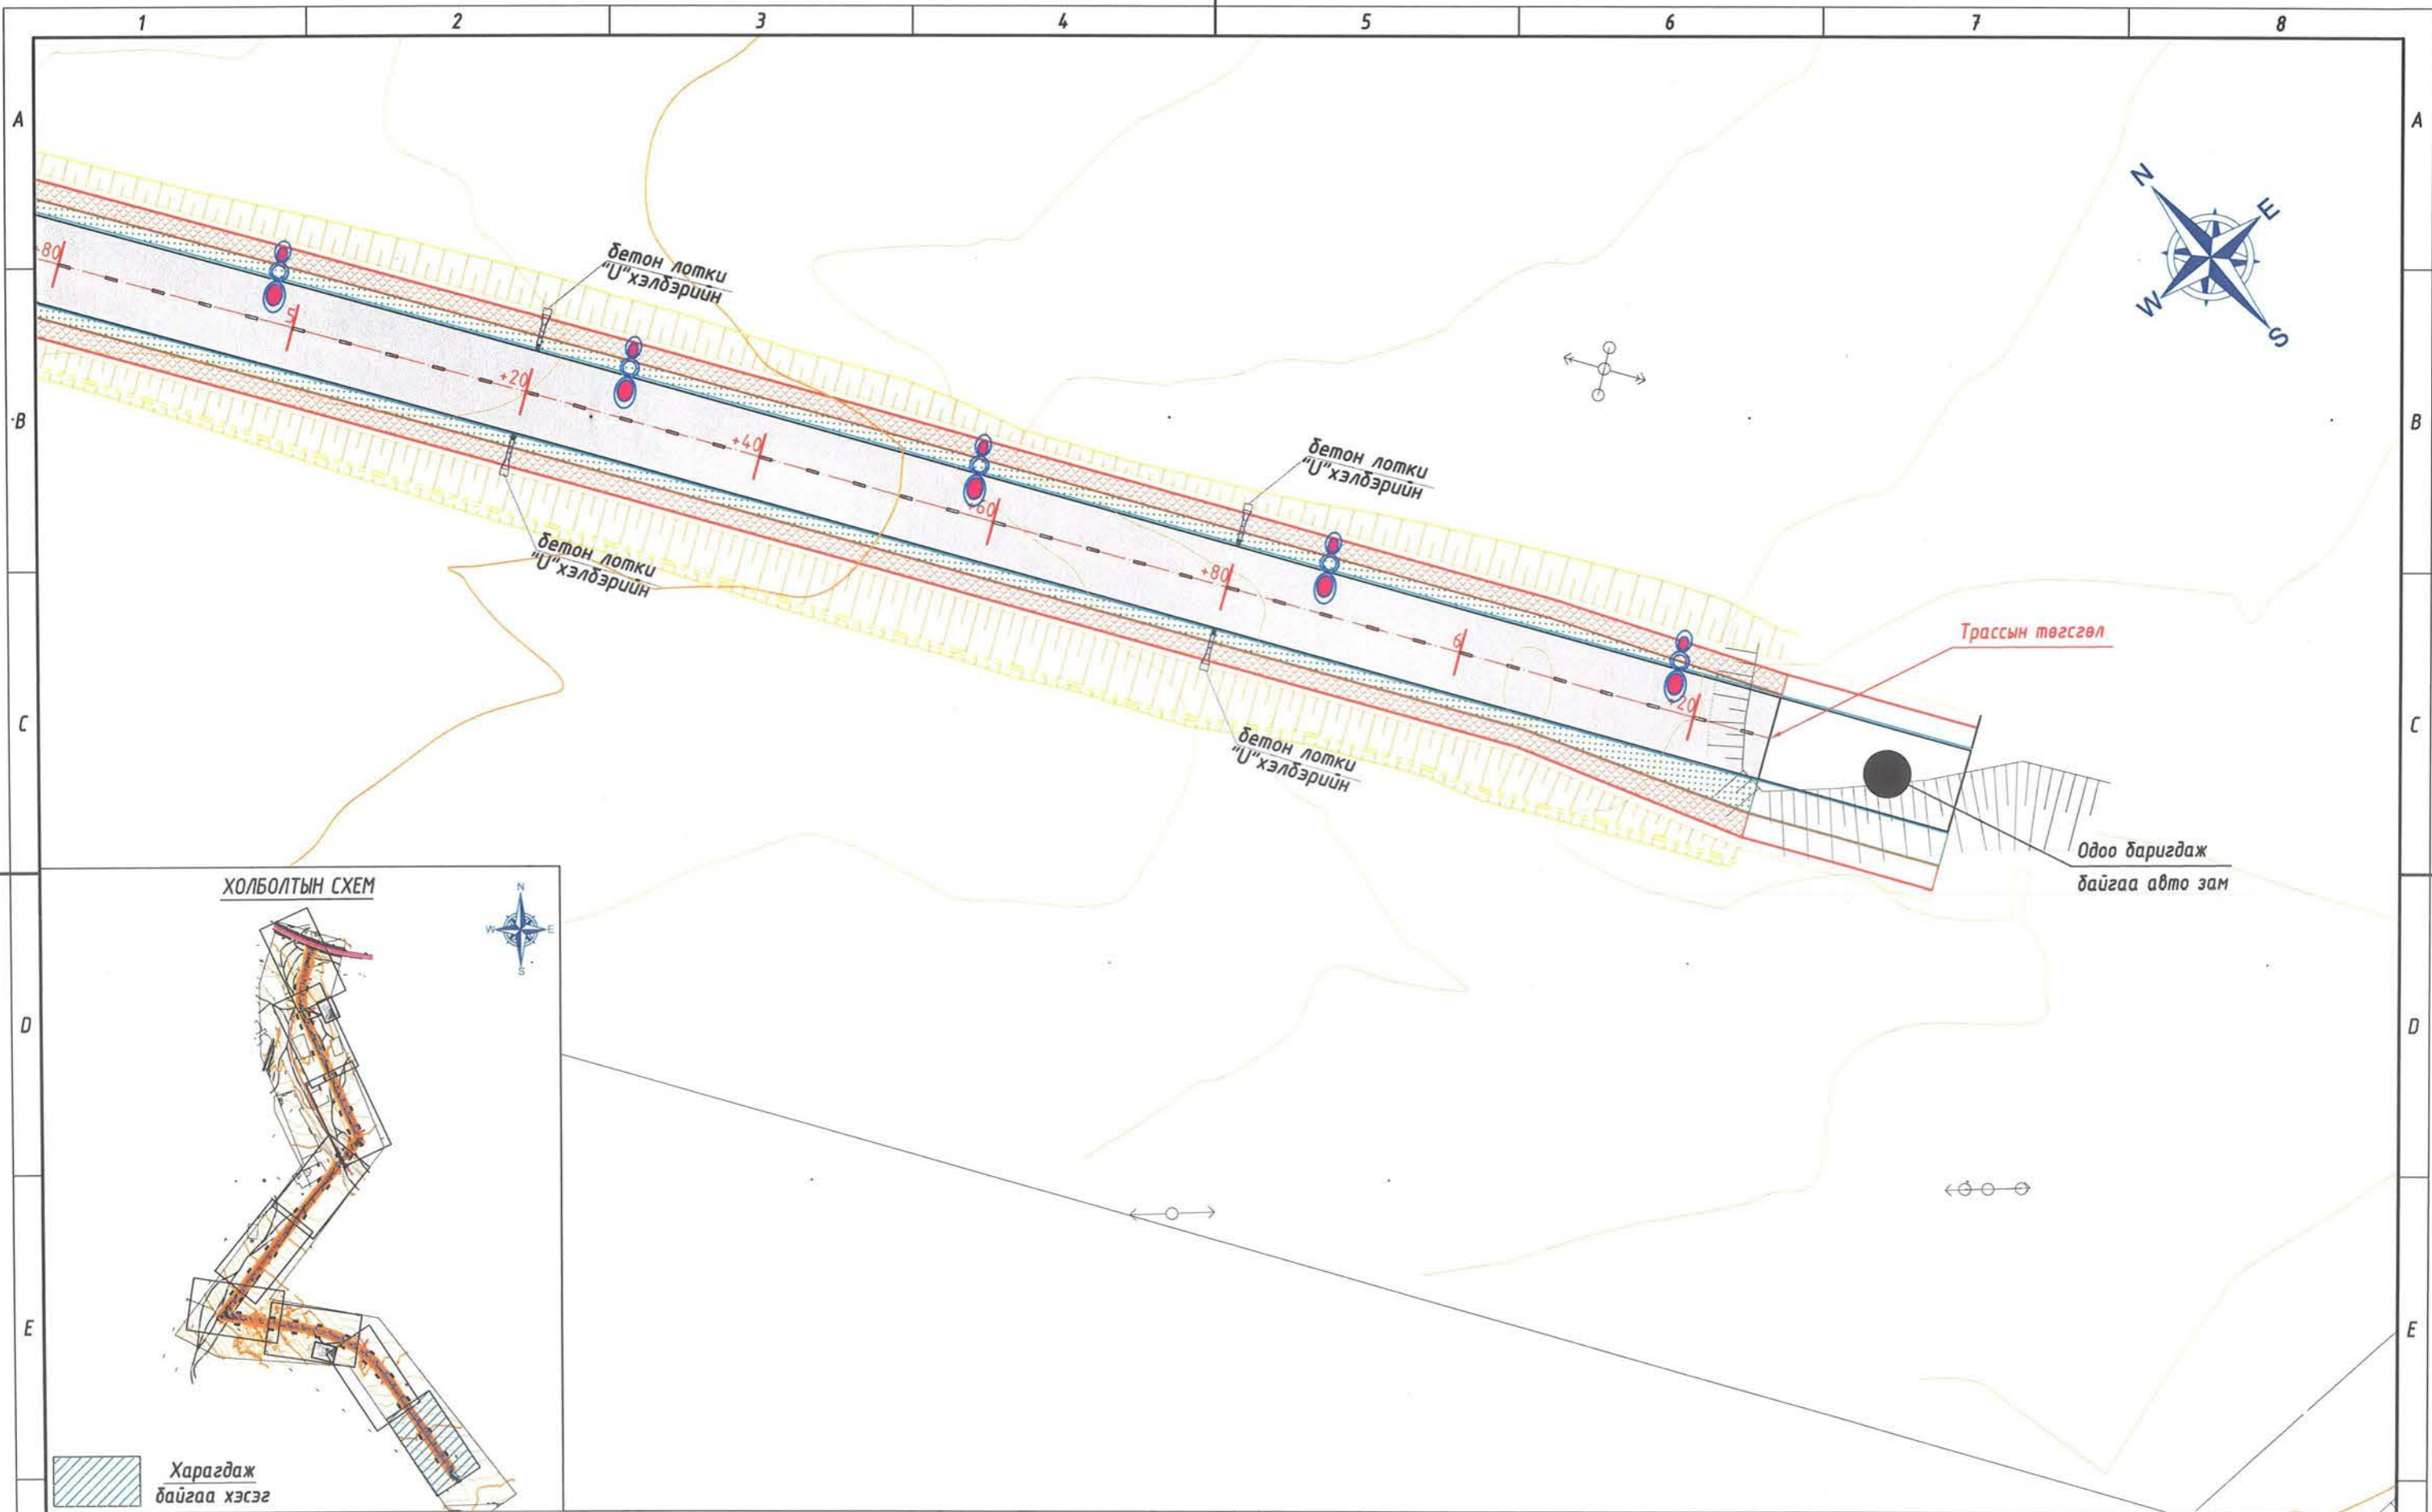 1 2 3 4 5 6 7 8
A A
N
E
W
S
80
5
бетон лотки
"U"хэлбэрийн
+20
+40
B B
60
бетон лотки
"U"хэлбэрийн
бетон лотки
"U"хэлбэрийн
+80
6
Трассын төгсгөл
20
C C
бетон лотки
"U"хэлбэрийн
Одоо баригдаж
байгаа авто зам
ХОЛБОЛТЫН СХЕМ
N
W E
S
D D
E E
Харагдаж
байгаа хэсэг